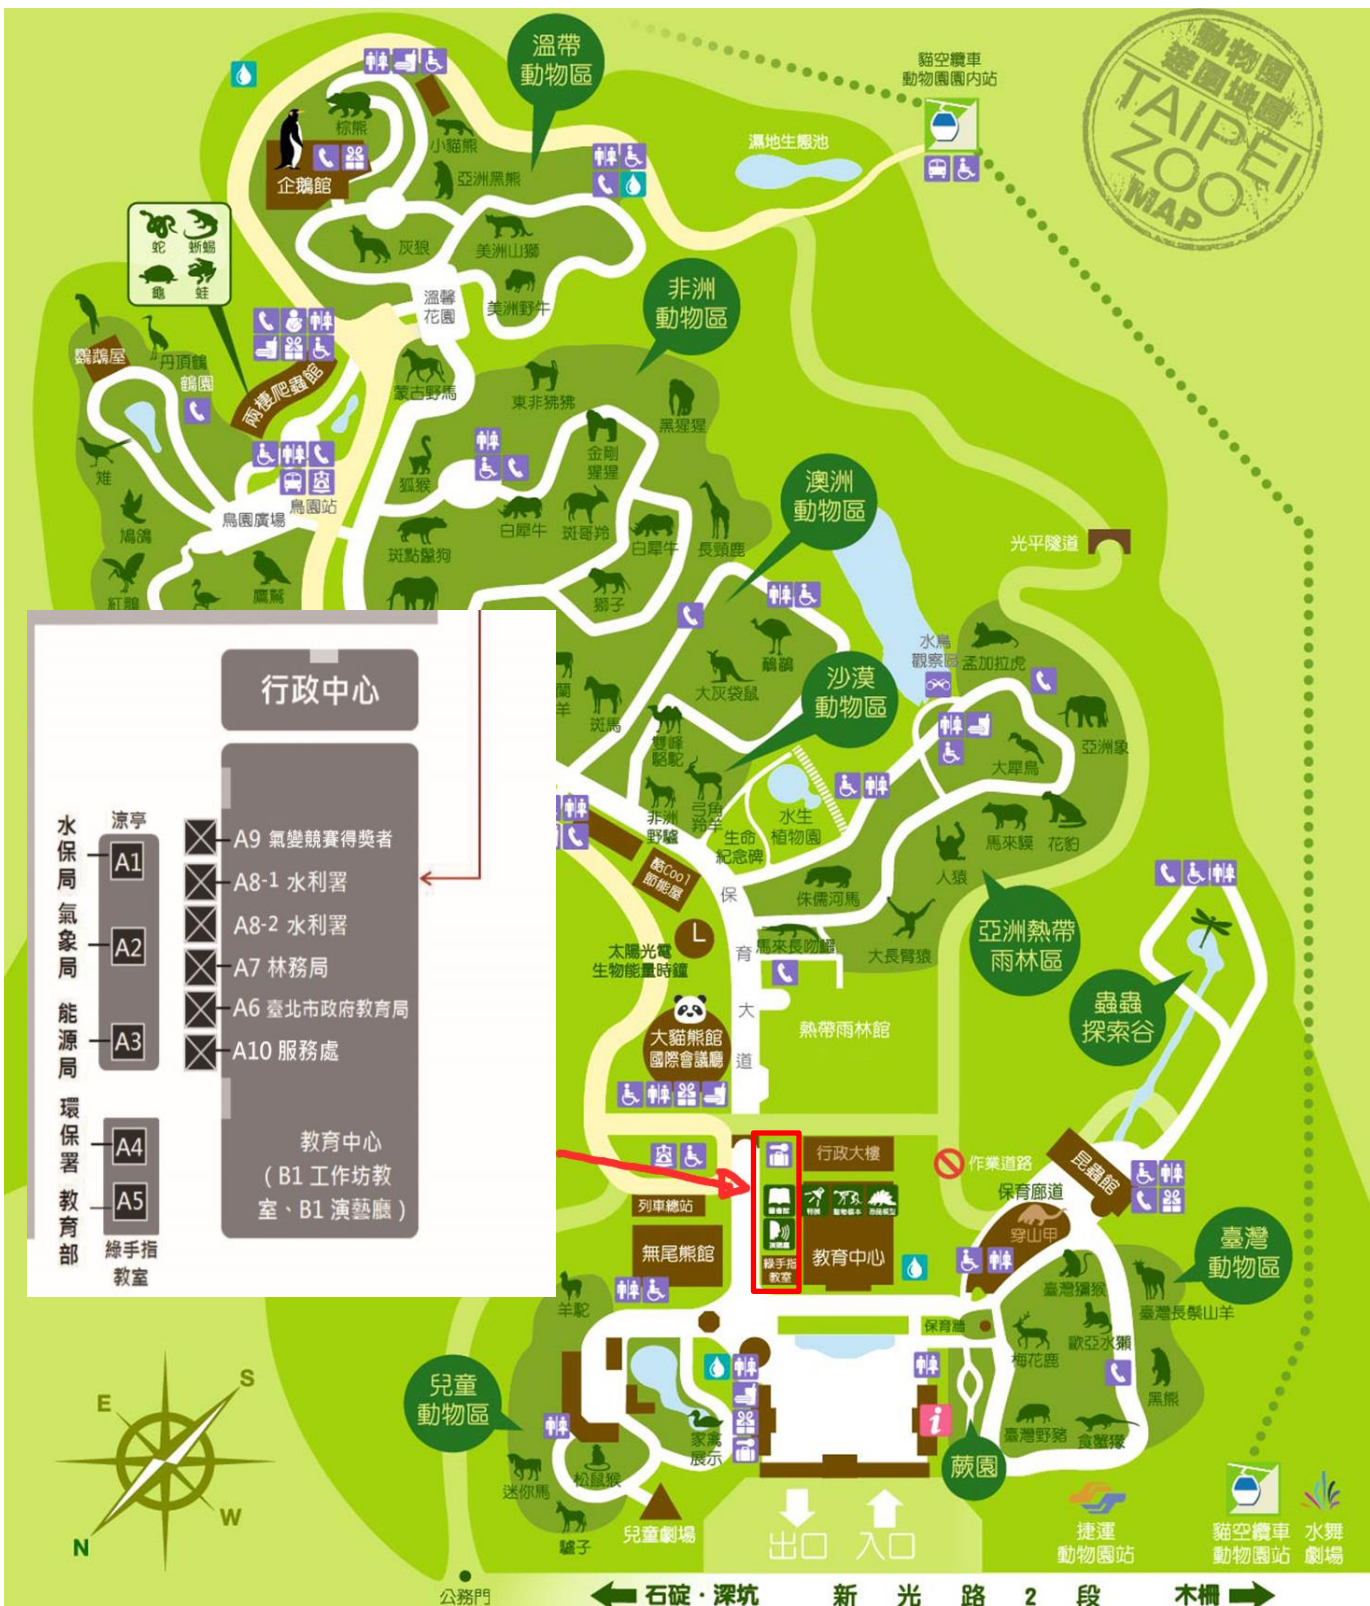 動物園
遊園地圖
TAIPEI
ZOO
MAP
溫帶
動物區
貓空纜車
動物園園內站
濕地生態池
棕熊
小貓熊
企鵝館
亞洲黑熊
灰狼
美洲山獅
美洲野牛
蛇 蜥蜴
龜 蛙
溫馨
花園
非洲
動物區
鸚鵡屋
丹頂鶴
鶴園
兩棲爬蟲館
蒙古野馬
東非狒狒
黑猩猩
金剛
猩猩
狐猴
雉
鳥園廣場
鳥園站
鳩鴿
斑點鬣狗
白犀牛
斑哥羚
白犀牛
長頸鹿
澳洲
動物區
光平隧道
紅鶴
鷹鷲
獅子
鴯鶓
大灰袋鼠
水鳥
觀察區
孟加拉虎
沙漠
動物區
斑馬
雙峰
駱駝
亞洲象
大犀鳥
弓角
羚羊
非洲
野驢
生命
紀念碑
水生
植物園
馬來貘
花豹
人猿
侏儒河馬
酷Cool
節能屋
太陽光電
生物能量時鐘
馬來長吻鱷
大長臂猿
亞洲熱帶
雨林區
保
育
大
道
大貓熊館
國際會議廳
熱帶雨林館
蟲蟲
探索谷
行政中心
涼亭
水保局
氣象局
能源局
環保署
教育部
A1
A2
A3
A4
A5
綠手指
教室
A9 氣變競賽得獎者
A8-1 水利署
A8-2 水利署
A7 林務局
A6 臺北市政府教育局
A10 服務處
教育中心
（B1 工作坊教
室、B1 演藝廳）
行政大樓
作業道路
昆蟲館
保育廊道
穿山甲
列車總站
無尾熊館
圖書館
特展
動物標本
恐龍模型
演講廳
綠手指
教室
教育中心
臺灣
動物區
臺灣獼猴
臺灣長鬃山羊
羊駝
保育牆
梅花鹿
歐亞水獺
黑熊
臺灣野豬
食蟹獴
兒童
動物區
家禽
展示
松鼠猴
迷你馬
驢子
兒童劇場
蕨園
E
S
W
N
出口
入口
捷運
動物園站
貓空纜車
動物園站
水舞
劇場
公務門
石碇・深坑
新光路2段
木柵